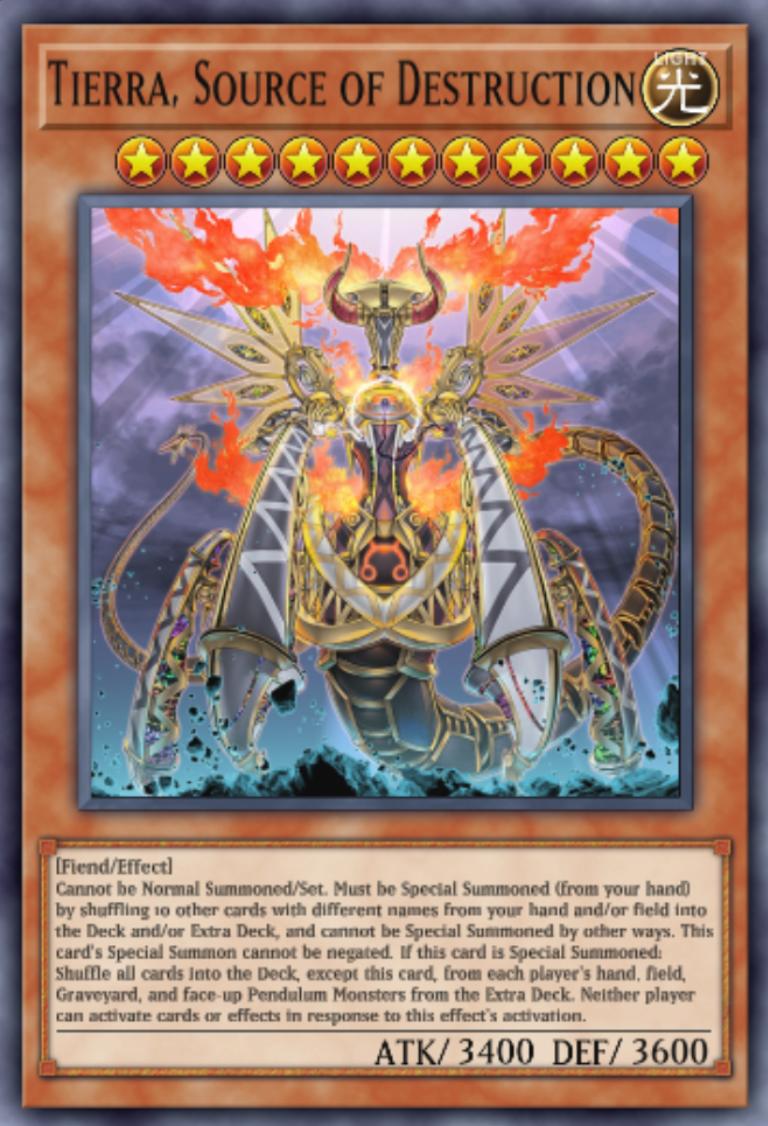 TIERRA, SOURCE OF DESTRUCTION
LIGHT
光
[Fiend/Effect]
Cannot be Normal Summoned/Set. Must be Special Summoned (from your hand)
by shuffling 10 other cards with different names from your hand and/or field into
the Deck and/or Extra Deck, and cannot be Special Summoned by other ways. This
card's Special Summon cannot be negated. If this card is Special Summoned:
Shuffle all cards into the Deck, except this card, from each player's hand, field,
Graveyard, and face-up Pendulum Monsters from the Extra Deck. Neither player
can activate cards or effects in response to this effect's activation.
ATK/ 3400 DEF/ 3600